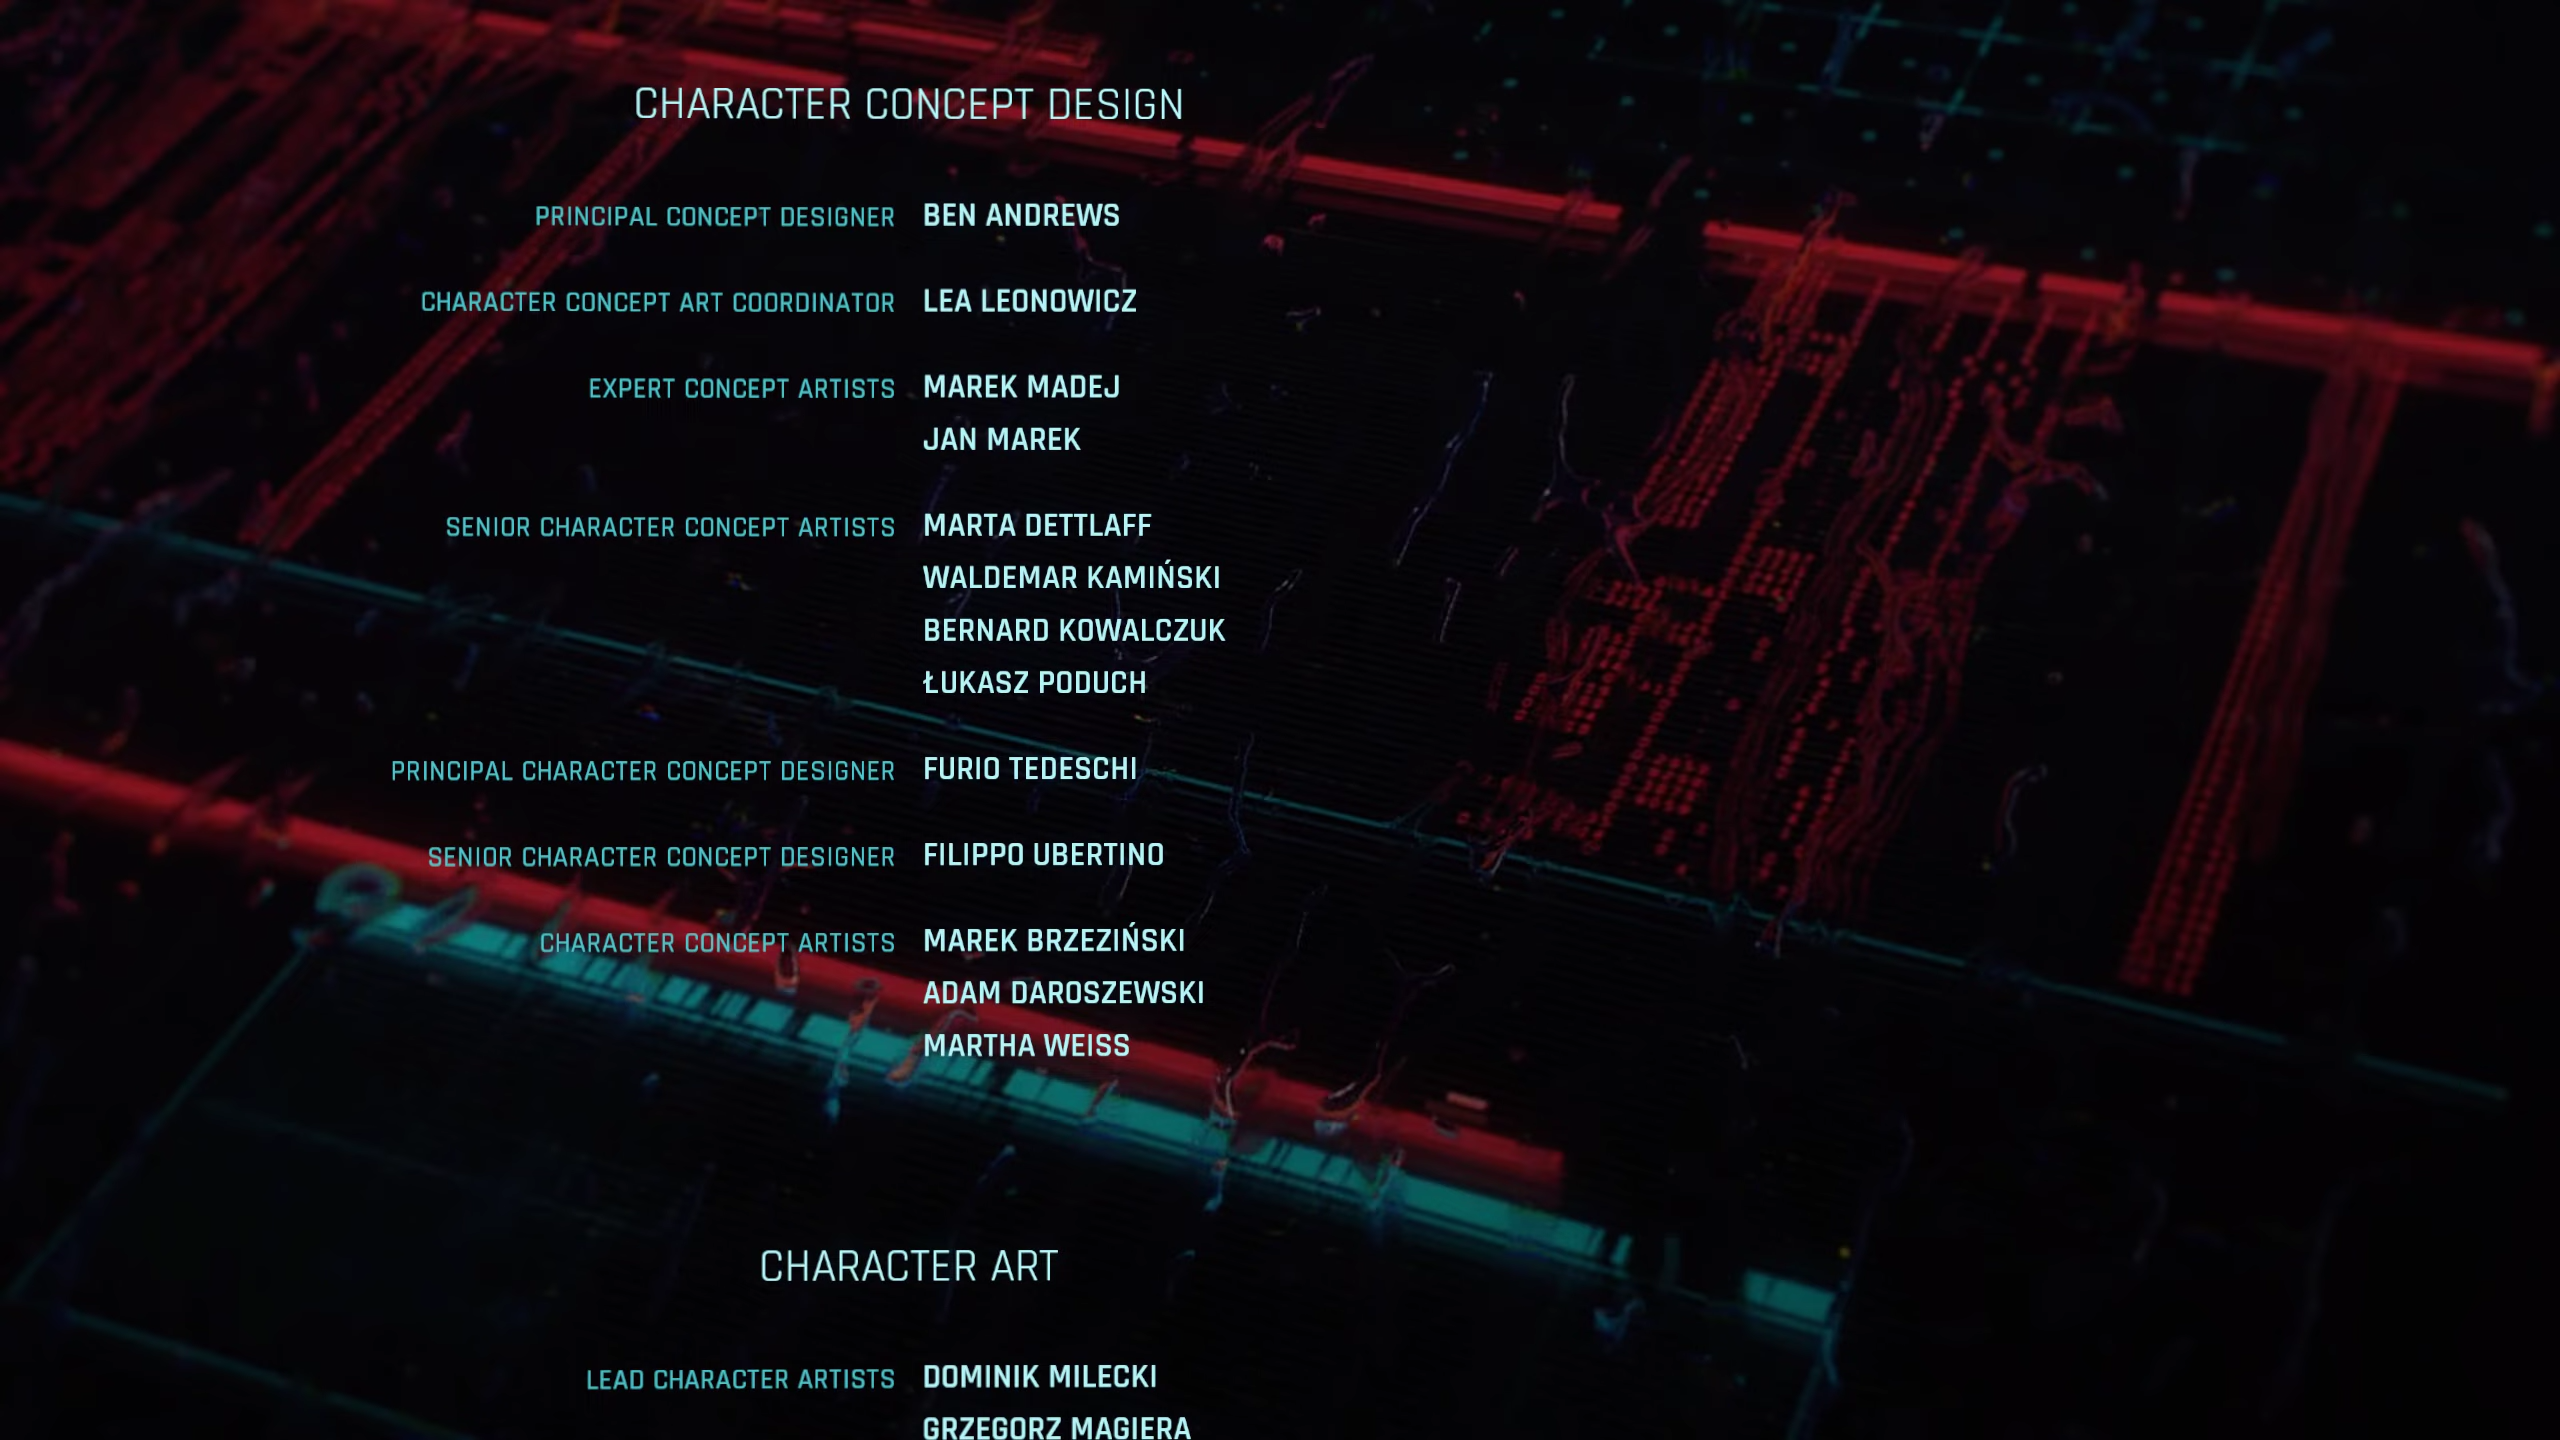 CHARACTER CONCEPT DESIGN
PRINCIPAL CONCEPT DESIGNER BEN ANDREWS
CHARACTER CONCEPT ART COORDINATOR LEA LEONOWICZ
EXPERT CONCEPT ARTISTS MAREK MADEJ
JAN MAREK
SENIOR CHARACTER CONCEPT ARTISTS MARTA DETTLAFF
WALDEMAR KAMIŃSKI
BERNARD KOWALCZUK
ŁUKASZ PODUCH
PRINCIPAL CHARACTER CONCEPT DESIGNER FURIO TEDESCHI
SENIOR CHARACTER CONCEPT DESIGNER FILIPPO UBERTINO
CHARACTER CONCEPT ARTISTS MAREK BRZEZIŃSKI
ADAM DAROSZEWSKI
MARTHA WEISS
CHARACTER ART
LEAD CHARACTER ARTISTS DOMINIK MILECKI
GRZEGORZ MAGIERA